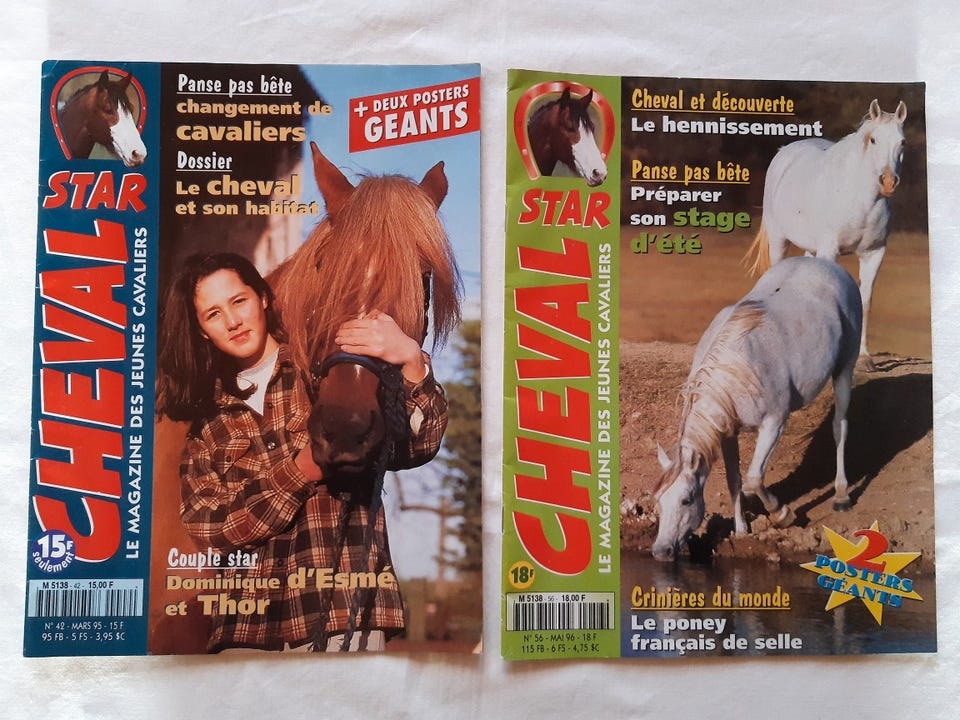 Panse pas bête
changement de
cavaliers
Dossier
Le cheval
et son habitat
+ DEUX POSTERS
GEANTS
CHEVAL STAR
LE MAGAZINE DES JEUNES CAVALIERS
15F
seulement
Couple star
Dominique d'Esmé
et Thor
M 5138 - 42 - 15,00 F
N° 42 - MARS 95 - 15 F
95 FB - 5 FS - 3,95 $C
Cheval et découverte
Le hennissement
Panse pas bête
Préparer
son stage
d'été
CHEVAL STAR
LE MAGAZINE DES JEUNES CAVALIERS
18F
2
POSTERS
GÉANTS
Crinières du monde
Le poney
français de selle
M 5138 - 56 - 18,00 F
N° 56 - MAI 96 - 18 F
115 FB - 6 FS - 4,75 $C